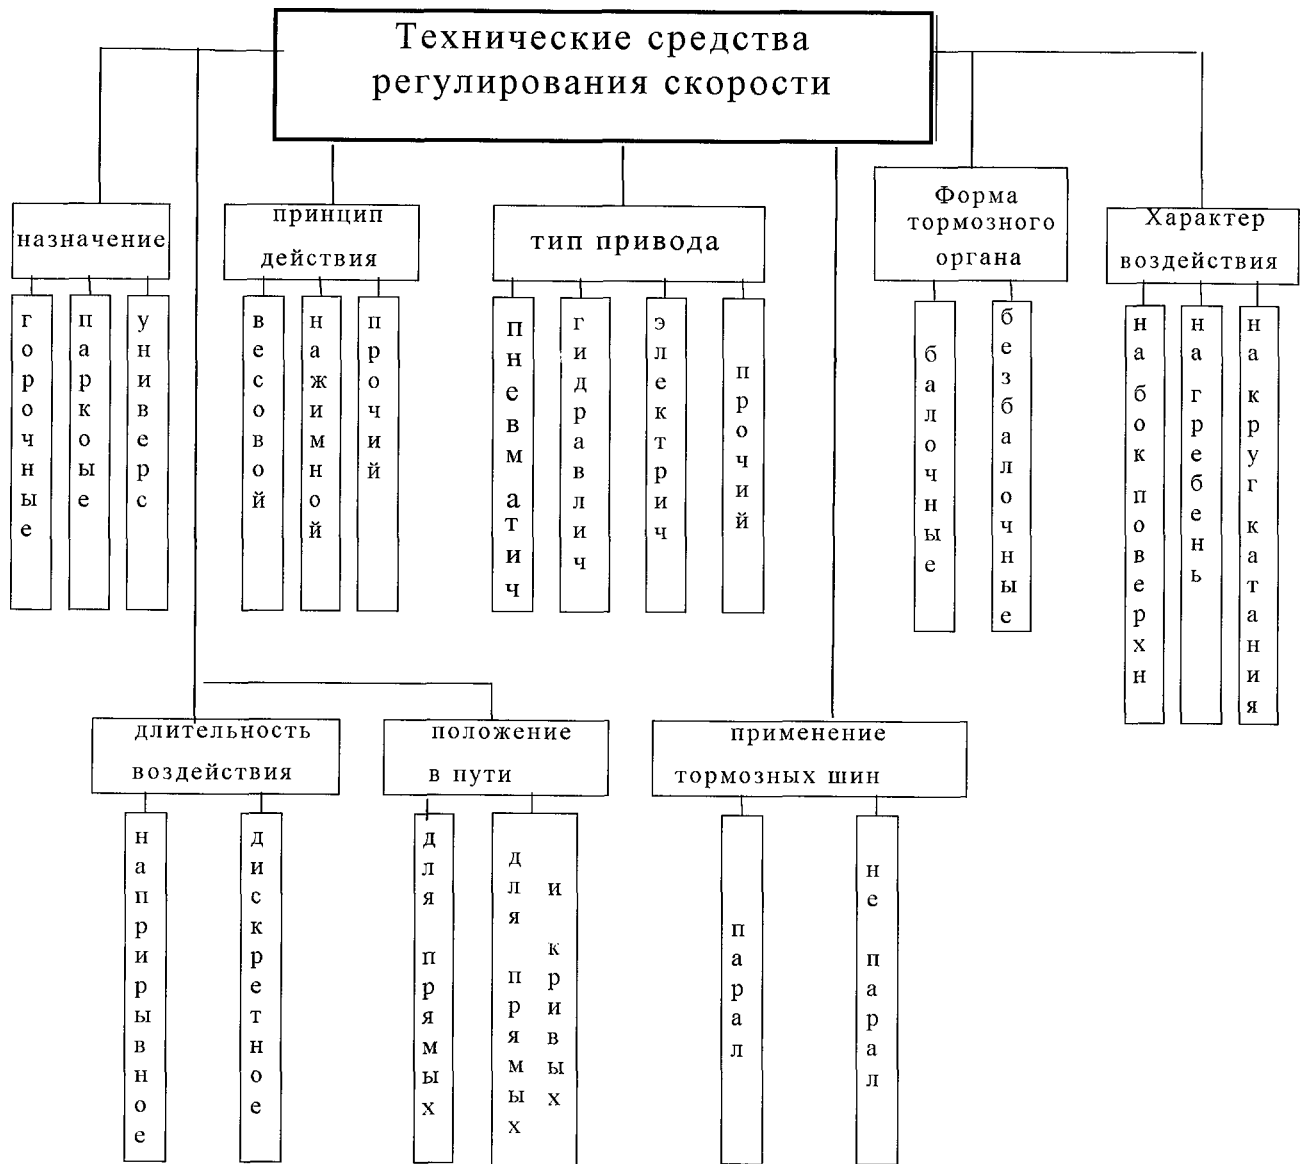 Технические средства
регулирования скорости
назначение
горочные
паркоые
универс
принцип
действия
весовой
нажимной
прочий
тип привода
пневматич
гидравлич
электрич
прочий
Форма
тормозного
органа
балочные
безбалочные
Характер
воздействия
на бок поверхн
на гребень
на круг катания
длительность
воздействия
наприрывное
дискретное
положение
в пути
для прямых
для прямых
и кривых
применение
тормозных шин
парал
не парал